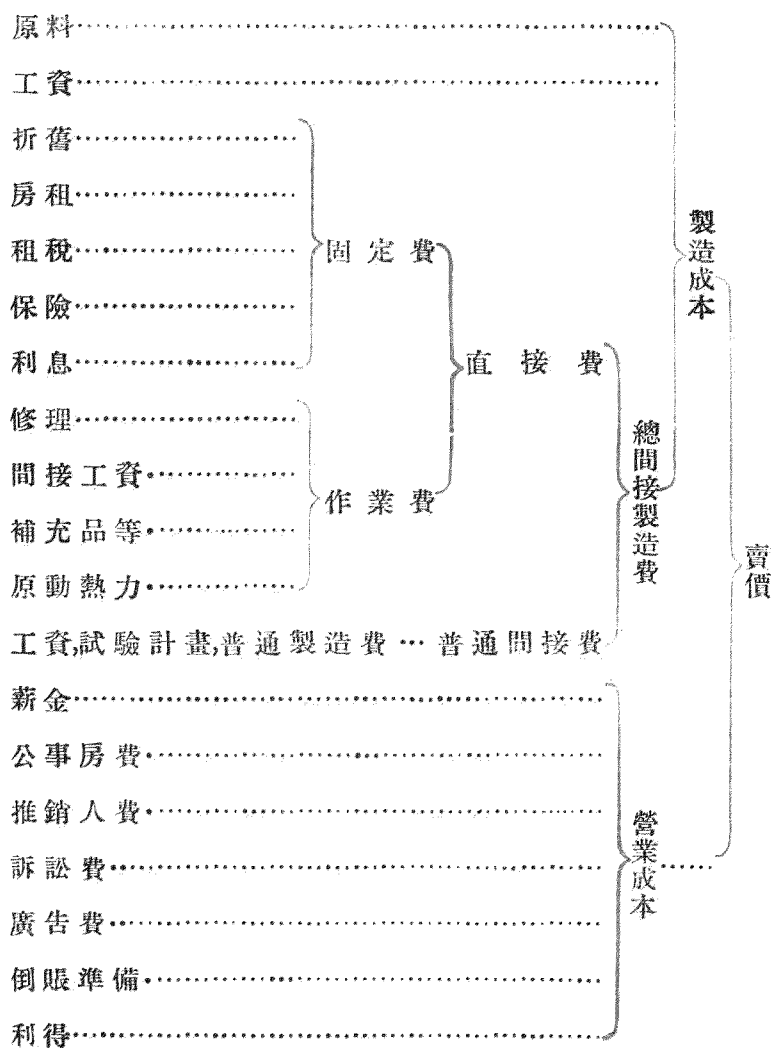 原料
工資
折舊
房租
租稅
保險
利息
修理
間接工資
補充品等
原動熱力
工資,試驗計畫,普通製造費…普通間接費
薪金
公事房費
推銷人費
訴訟費
廣告費
倒賬準備
利得
固定費
作業費
直接費
總間接製造費
製造成本
營業成本
賣價